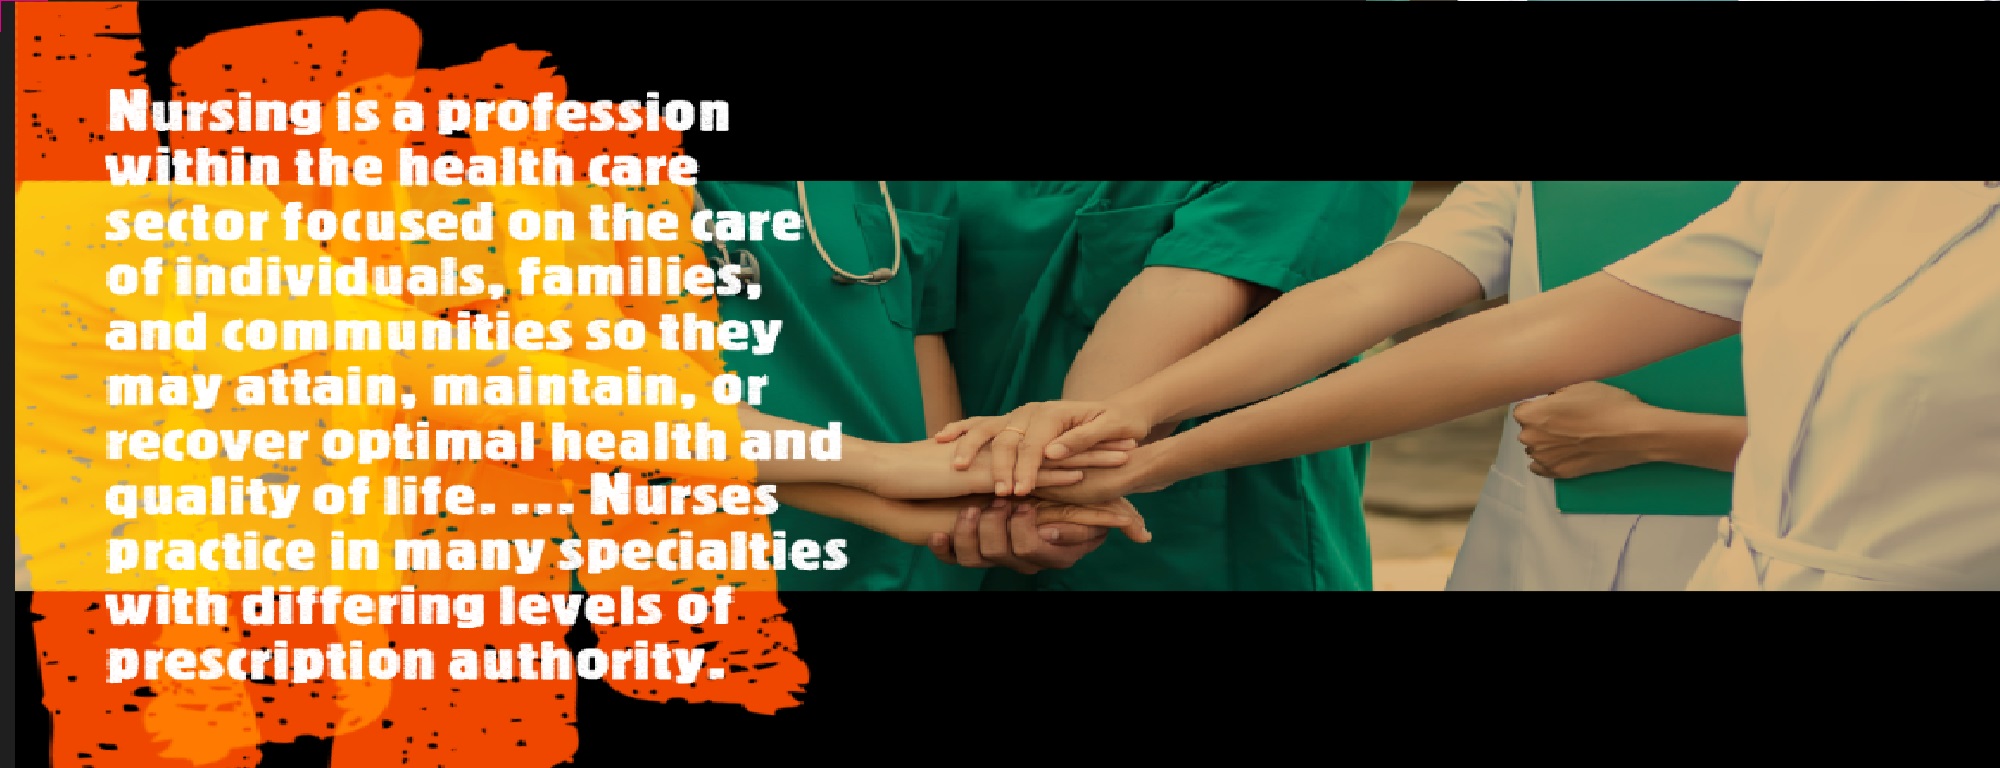 Nursing is a profession
within the health care
sector focused on the care
of individuals, families,
and communities so they
may attain, maintain, or
recover optimal health and
quality of life. ... Nurses
practice in many specialties
with differing levels of
prescription authority.